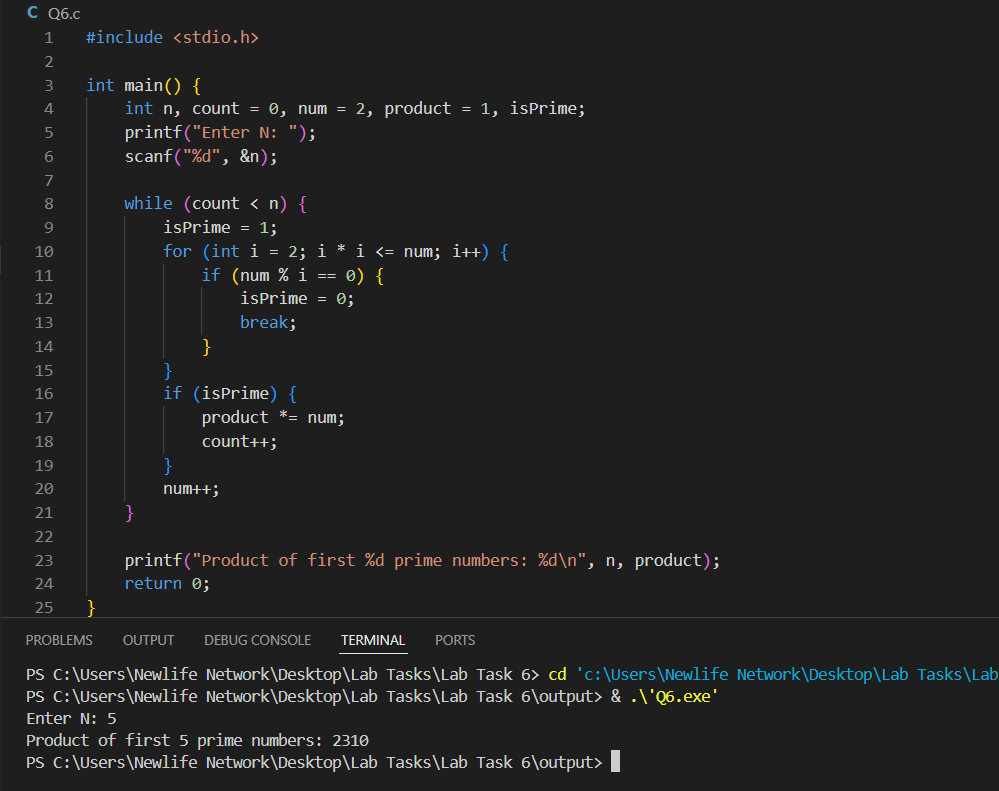 C Q6.c
1 #include <stdio.h>
2
3 int main() {
4 int n, count = 0, num = 2, product = 1, isPrime;
5 printf("Enter N: ");
6 scanf("%d", &n);
7
8 while (count < n) {
9 isPrime = 1;
10 for (int i = 2; i * i <= num; i++) {
11 if (num % i == 0) {
12 isPrime = 0;
13 break;
14 }
15 }
16 if (isPrime) {
17 product *= num;
18 count++;
19 }
20 num++;
21 }
22
23 printf("Product of first %d prime numbers: %d\n", n, product);
24 return 0;
25 }
PROBLEMS OUTPUT DEBUG CONSOLE TERMINAL PORTS
PS C:\Users\Newlife Network\Desktop\Lab Tasks\Lab Task 6> cd 'c:\Users\Newlife Network\Desktop\Lab Tasks\Lab
PS C:\Users\Newlife Network\Desktop\Lab Tasks\Lab Task 6\output> & .\'Q6.exe'
Enter N: 5
Product of first 5 prime numbers: 2310
PS C:\Users\Newlife Network\Desktop\Lab Tasks\Lab Task 6\output>